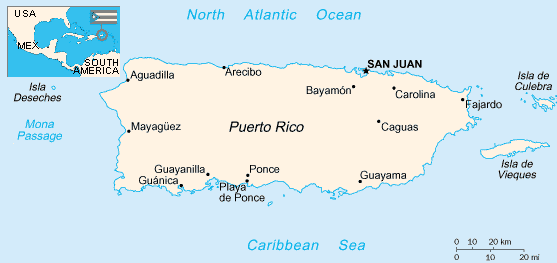 USA
MEX.
SOUTH
AMERICA
North Atlantic Ocean
SAN JUAN
Aguadilla
Arecibo
Isla
Deseches
Bayamón
Carolina
Isla de
Culebra
Fajardo
Mona
Passage
Mayagüez
Puerto Rico
Caguas
Isla de
Vieques
Guayanilla
Ponce
Guánica
Playa
de Ponce
Guayama
Caribbean Sea
0 10 20 km
0 10 20 mi